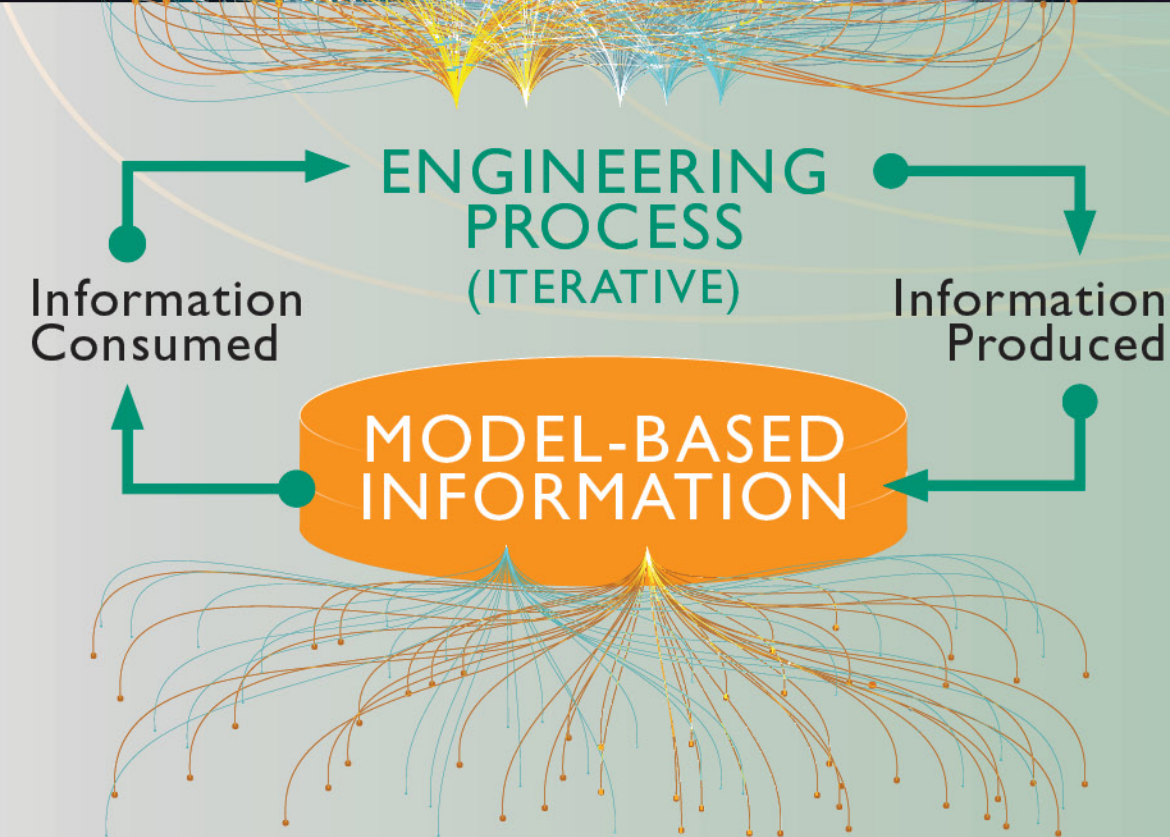 ENGINEERING
PROCESS
(ITERATIVE)
Information
Consumed
Information
Produced
MODEL-BASED
INFORMATION